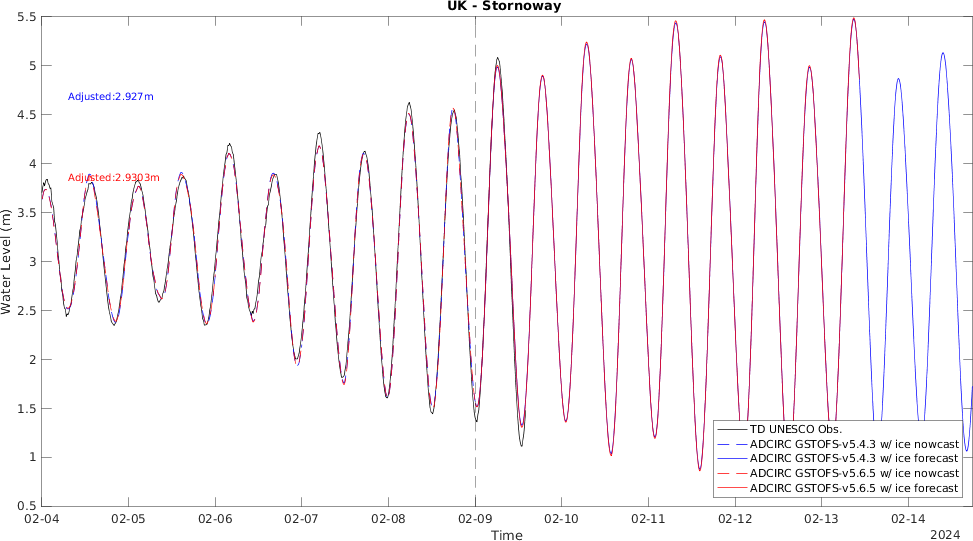 UK - Stornoway
5.5
5
4.5
4
3.5
3
2.5
2
1.5
1
0.5
Water Level (m)
Adjusted:2.927m
Adjusted:2.9303m
TD UNESCO Obs.
ADCIRC GSTOFS-v5.4.3 w/ ice nowcast
ADCIRC GSTOFS-v5.4.3 w/ ice forecast
ADCIRC GSTOFS-v5.6.5 w/ ice nowcast
ADCIRC GSTOFS-v5.6.5 w/ ice forecast
02-04 02-05 02-06 02-07 02-08 02-09 02-10 02-11 02-12 02-13 02-14
Time
2024